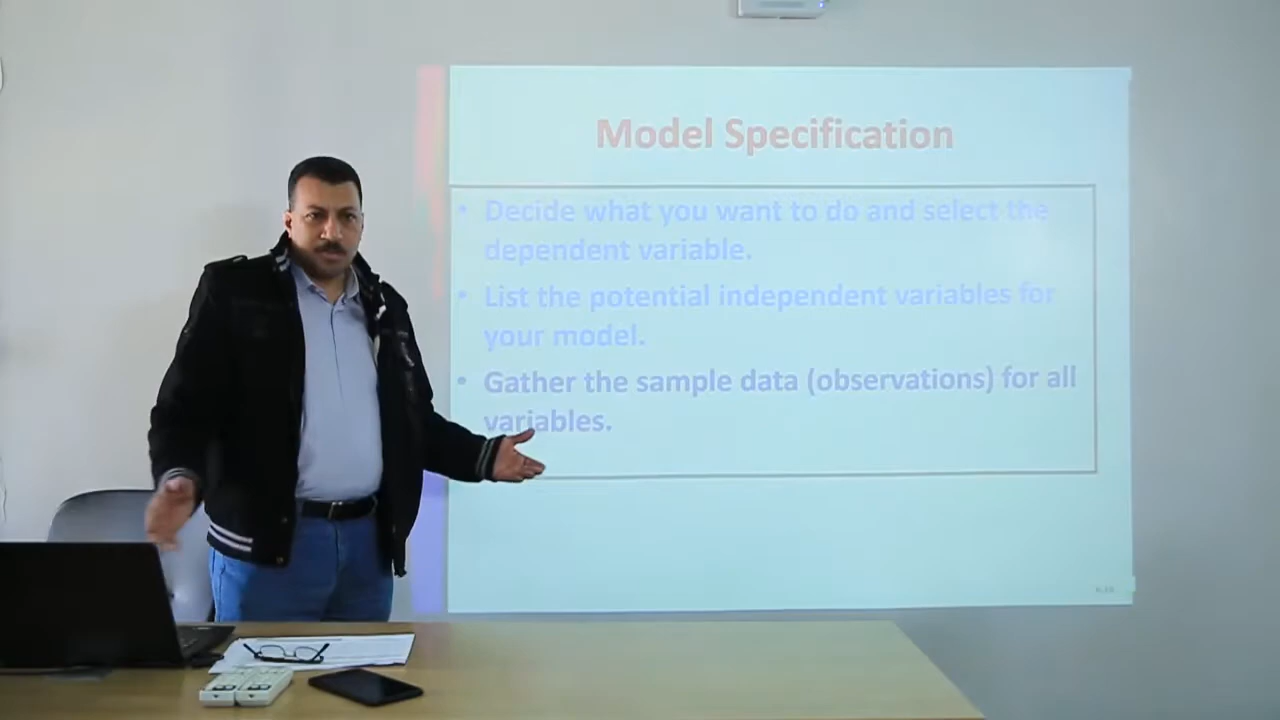 Model Specification
• Decide what you want to do and select the
dependent variable.
• List the potential independent variables for
your model.
• Gather the sample data (observations) for all
variables.